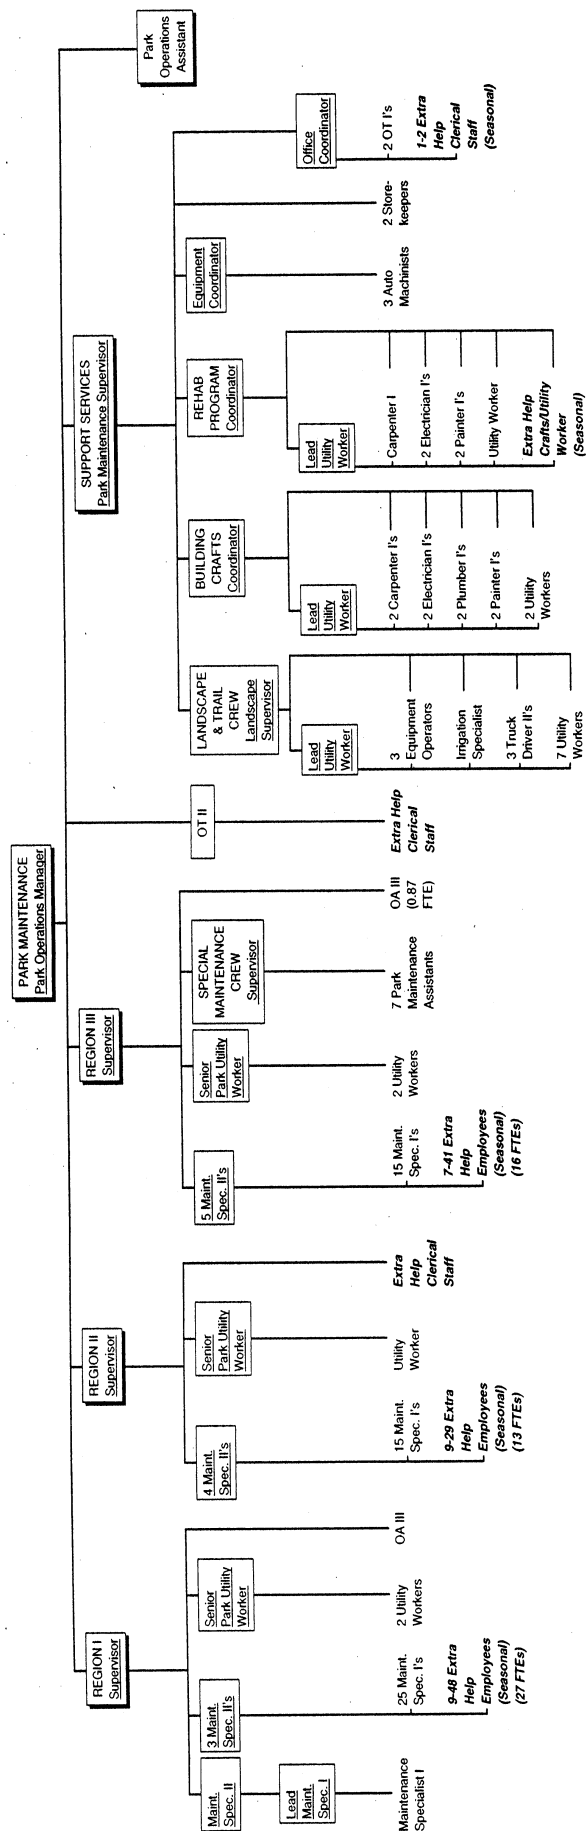 PARK MAINTENANCE
Park Operations Manager
REGION I
Supervisor
Maint.
Spec. II
Lead
Maint.
Spec. I
Maintenance
Specialist I
3 Maint.
Spec. II's
25 Maint.
Spec. I's
9-48 Extra
Help
Employees
(Seasonal)
(27 FTEs)
Senior
Park Utility
Worker
2 Utility
Workers
OA III
REGION II
Supervisor
4 Maint.
Spec. II's
15 Maint.
Spec. I's
9-29 Extra
Help
Employees
(Seasonal)
(13 FTEs)
Senior
Park Utility
Worker
Utility
Worker
Extra
Help
Clerical
Staff
REGION III
Supervisor
5 Maint.
Spec. II's
15 Maint.
Spec. I's
7-41 Extra
Help
Employees
(Seasonal)
(16 FTEs)
Senior
Park Utility
Worker
2 Utility
Workers
SPECIAL
MAINTENANCE
CREW
Supervisor
7 Park
Maintenance
Assistants
OA III
(0.87
FTE)
OT II
Extra Help
Clerical
Staff
SUPPORT SERVICES
Park Maintenance Supervisor
LANDSCAPE
& TRAIL
CREW
Landscape
Supervisor
Lead
Utility
Worker
3
Equipment
Operators
Irrigation
Specialist
3 Truck
Driver II's
7 Utility
Workers
BUILDING
CRAFTS
Coordinator
Lead
Utility
Worker
2 Carpenter I's
2 Electrician I's
2 Plumber I's
2 Painter I's
2 Utility
Workers
REHAB
PROGRAM
Coordinator
Lead
Utility
Worker
Carpenter I
2 Electrician I's
2 Painter I's
Utility Worker
Extra Help
Crafts/Utility
Worker
(Seasonal)
Equipment
Coordinator
3 Auto
Machinists
2 Store-
keepers
Office
Coordinator
2 OT I's
1-2 Extra
Help
Clerical
Staff
(Seasonal)
Park
Operations
Assistant